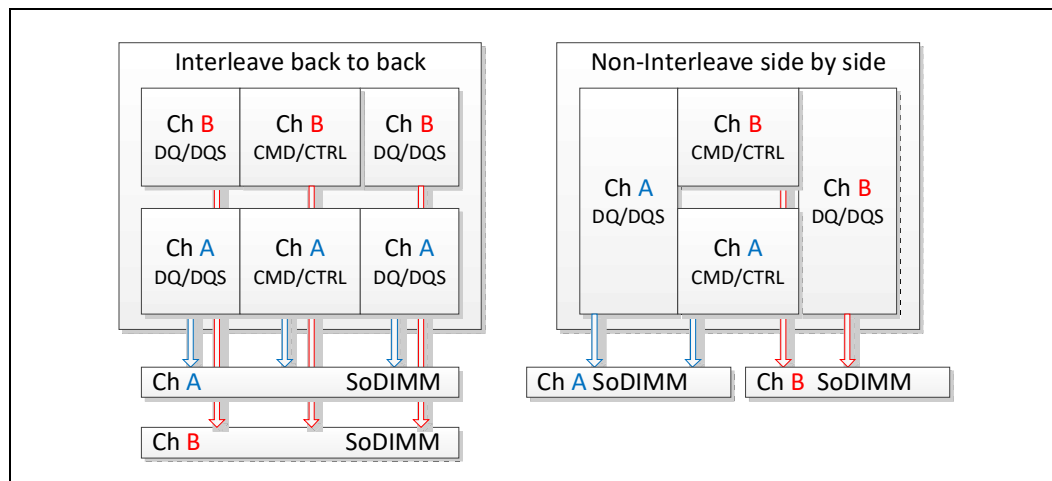 Interleave back to back
Ch B
DQ/DQS
Ch B
CMD/CTRL
Ch B
DQ/DQS
Ch A
DQ/DQS
Ch A
CMD/CTRL
Ch A
DQ/DQS
Ch A SoDIMM
Ch B SoDIMM
Non-Interleave side by side
Ch A
DQ/DQS
Ch B
CMD/CTRL
Ch A
CMD/CTRL
Ch B
DQ/DQS
Ch A SoDIMM
Ch B SoDIMM